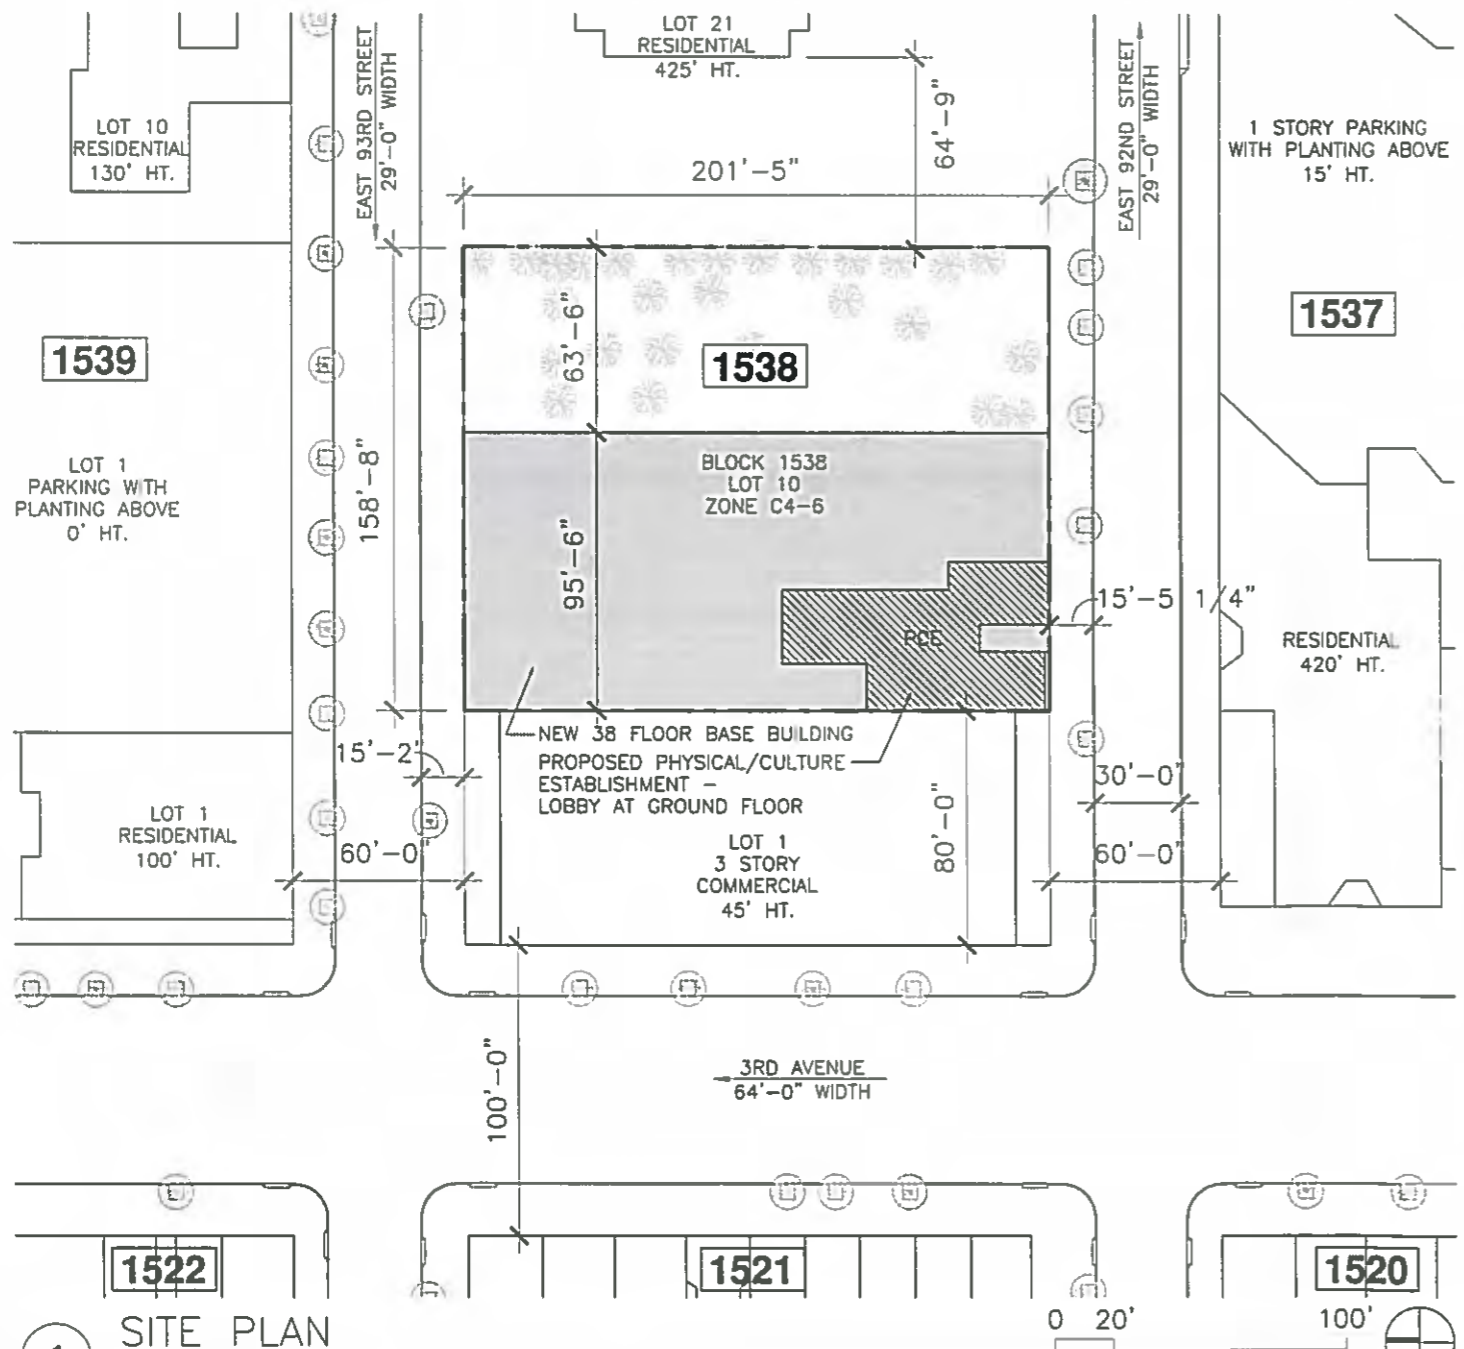 LOT 21
RESIDENTIAL
425' HT.
EAST 93RD STREET
29'-0" WIDTH
EAST 92ND STREET
29'-0" WIDTH
LOT 10
RESIDENTIAL
130' HT.
64'-9"
1 STORY PARKING
WITH PLANTING ABOVE
15' HT.
201'-5"
1539
63'-6"
1538
1537
LOT 1
PARKING WITH
PLANTING ABOVE
0' HT.
158'-8"
BLOCK 1538
LOT 10
ZONE C4-6
95'-6"
15'-5 1/4"
PCE
RESIDENTIAL
420' HT.
NEW 38 FLOOR BASE BUILDING
PROPOSED PHYSICAL/CULTURE
ESTABLISHMENT -
LOBBY AT GROUND FLOOR
15'-2"
30'-0"
LOT 1
RESIDENTIAL
100' HT.
60'-0"
LOT 1
3 STORY
COMMERCIAL
45' HT.
80'-0"
60'-0"
100'-0"
3RD AVENUE
64'-0" WIDTH
1522
1521
1520
SITE PLAN
0 20' 100'